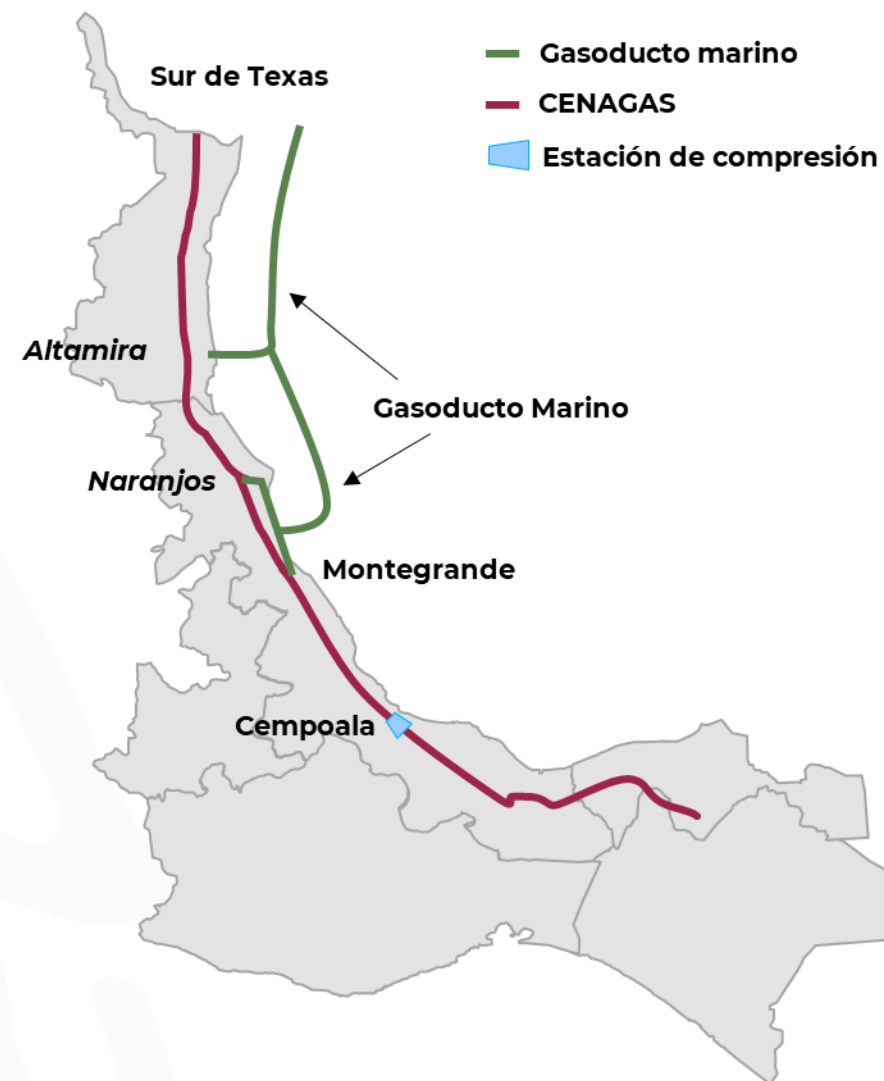 Sur de Texas
Gasoducto marino
CENAGAS
Estación de compresión
Altamira
Gasoducto Marino
Naranjos
Montegrande
Cempoala